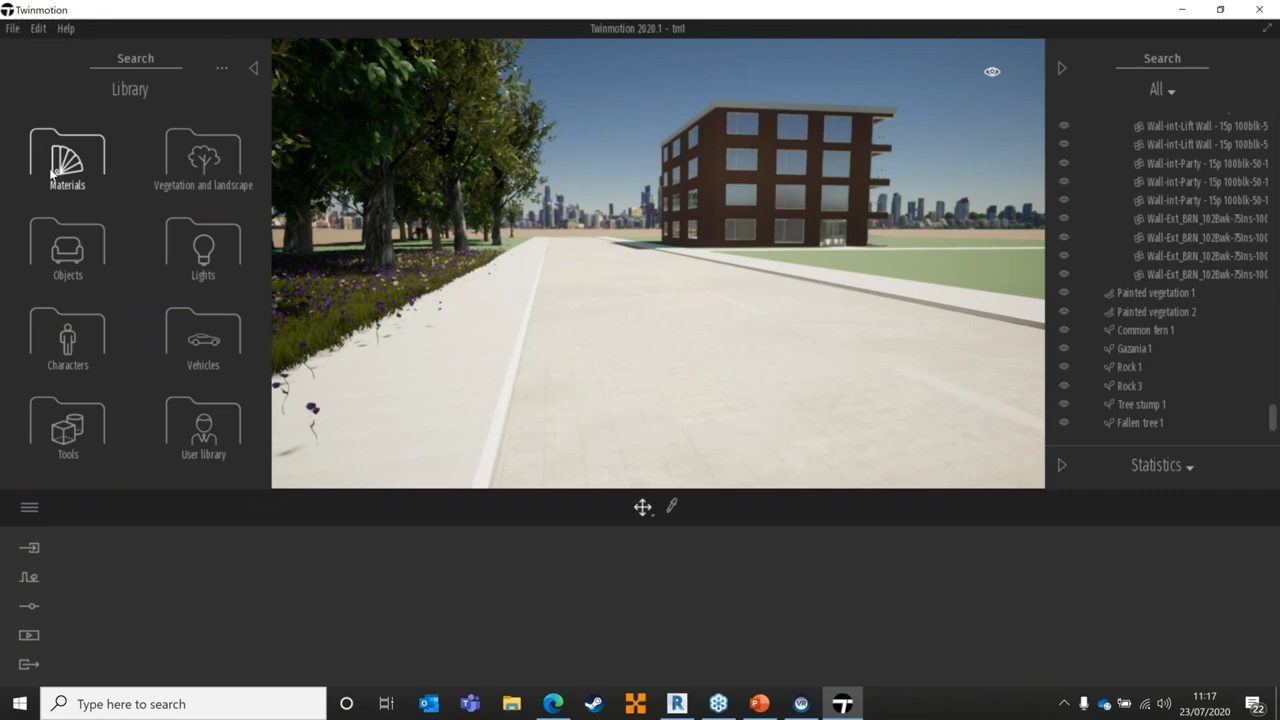 Twinmotion
File Edit Help
Twinmotion 2020.1 - tm1
Search
...
Library
Materials
Vegetation and landscape
Objects
Lights
Characters
Vehicles
Tools
User library
Search
All
Wall-int-Lift Wall - 15p 100blk-5
Wall-int-Lift Wall - 15p 100blk-5
Wall-int-Party - 15p 100blk-50-1
Wall-int-Party - 15p 100blk-50-1
Wall-int-Party - 15p 100blk-50-1
Wall-Ext_BRN_102Bwk-75Ins-100
Wall-Ext_BRN_102Bwk-75Ins-100
Wall-Ext_BRN_102Bwk-75Ins-100
Wall-Ext_BRN_102Bwk-75Ins-100
Painted vegetation 1
Painted vegetation 2
Common fern 1
Gazania 1
Rock 1
Rock 3
Tree stump 1
Fallen tree 1
Statistics
Type here to search
11:17
23/07/2020
22